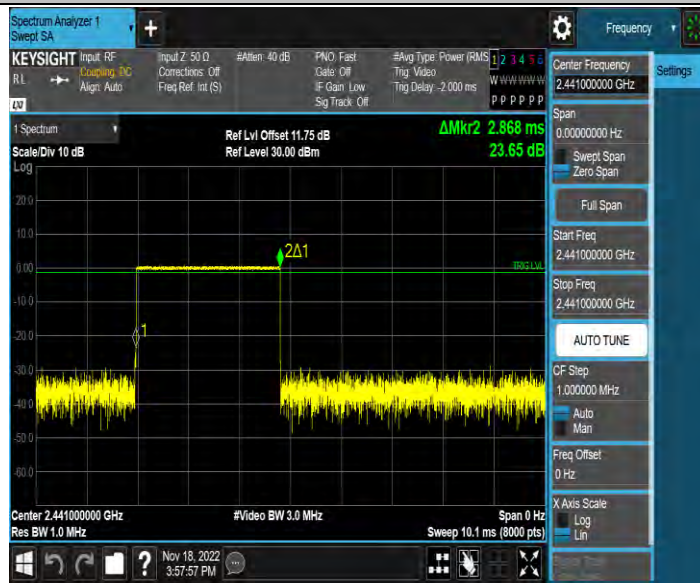 Spectrum Analyzer 1
Swept SA
+
Frequency
KEYSIGHT Input: RF
Coupling: DC
Align: Auto
RL
LXI
Input Z: 50 Ω
Corrections: Off
Freq Ref: Int (S)
#Atten: 40 dB
PNO: Fast
Gate: Off
IF Gain: Low
Sig Track: Off
#Avg Type: Power (RMS
Trig: Video
Trig Delay: -2.000 ms
1 2 3 4 5 6
W W W W W W
P P P P P P
1 Spectrum
Scale/Div 10 dB
Ref Lvl Offset 11.75 dB
Ref Level 30.00 dBm
ΔMkr2 2.868 ms
23.65 dB
Log
20.0
10.0
0.00
-10.0
-20.0
-30.0
-40.0
-50.0
-60.0
2Δ1
1
TRIG LVL
Center 2.441000000 GHz
Res BW 1.0 MHz
#Video BW 3.0 MHz
Span 0 Hz
Sweep 10.1 ms (8000 pts)
Nov 18, 2022
3:57:57 PM
Center Frequency
2.441000000 GHz
Settings
Span
0.00000000 Hz
Swept Span
Zero Span
Full Span
Start Freq
2.441000000 GHz
Stop Freq
2.441000000 GHz
AUTO TUNE
CF Step
1.000000 MHz
Auto
Man
Freq Offset
0 Hz
X Axis Scale
Log
Lin